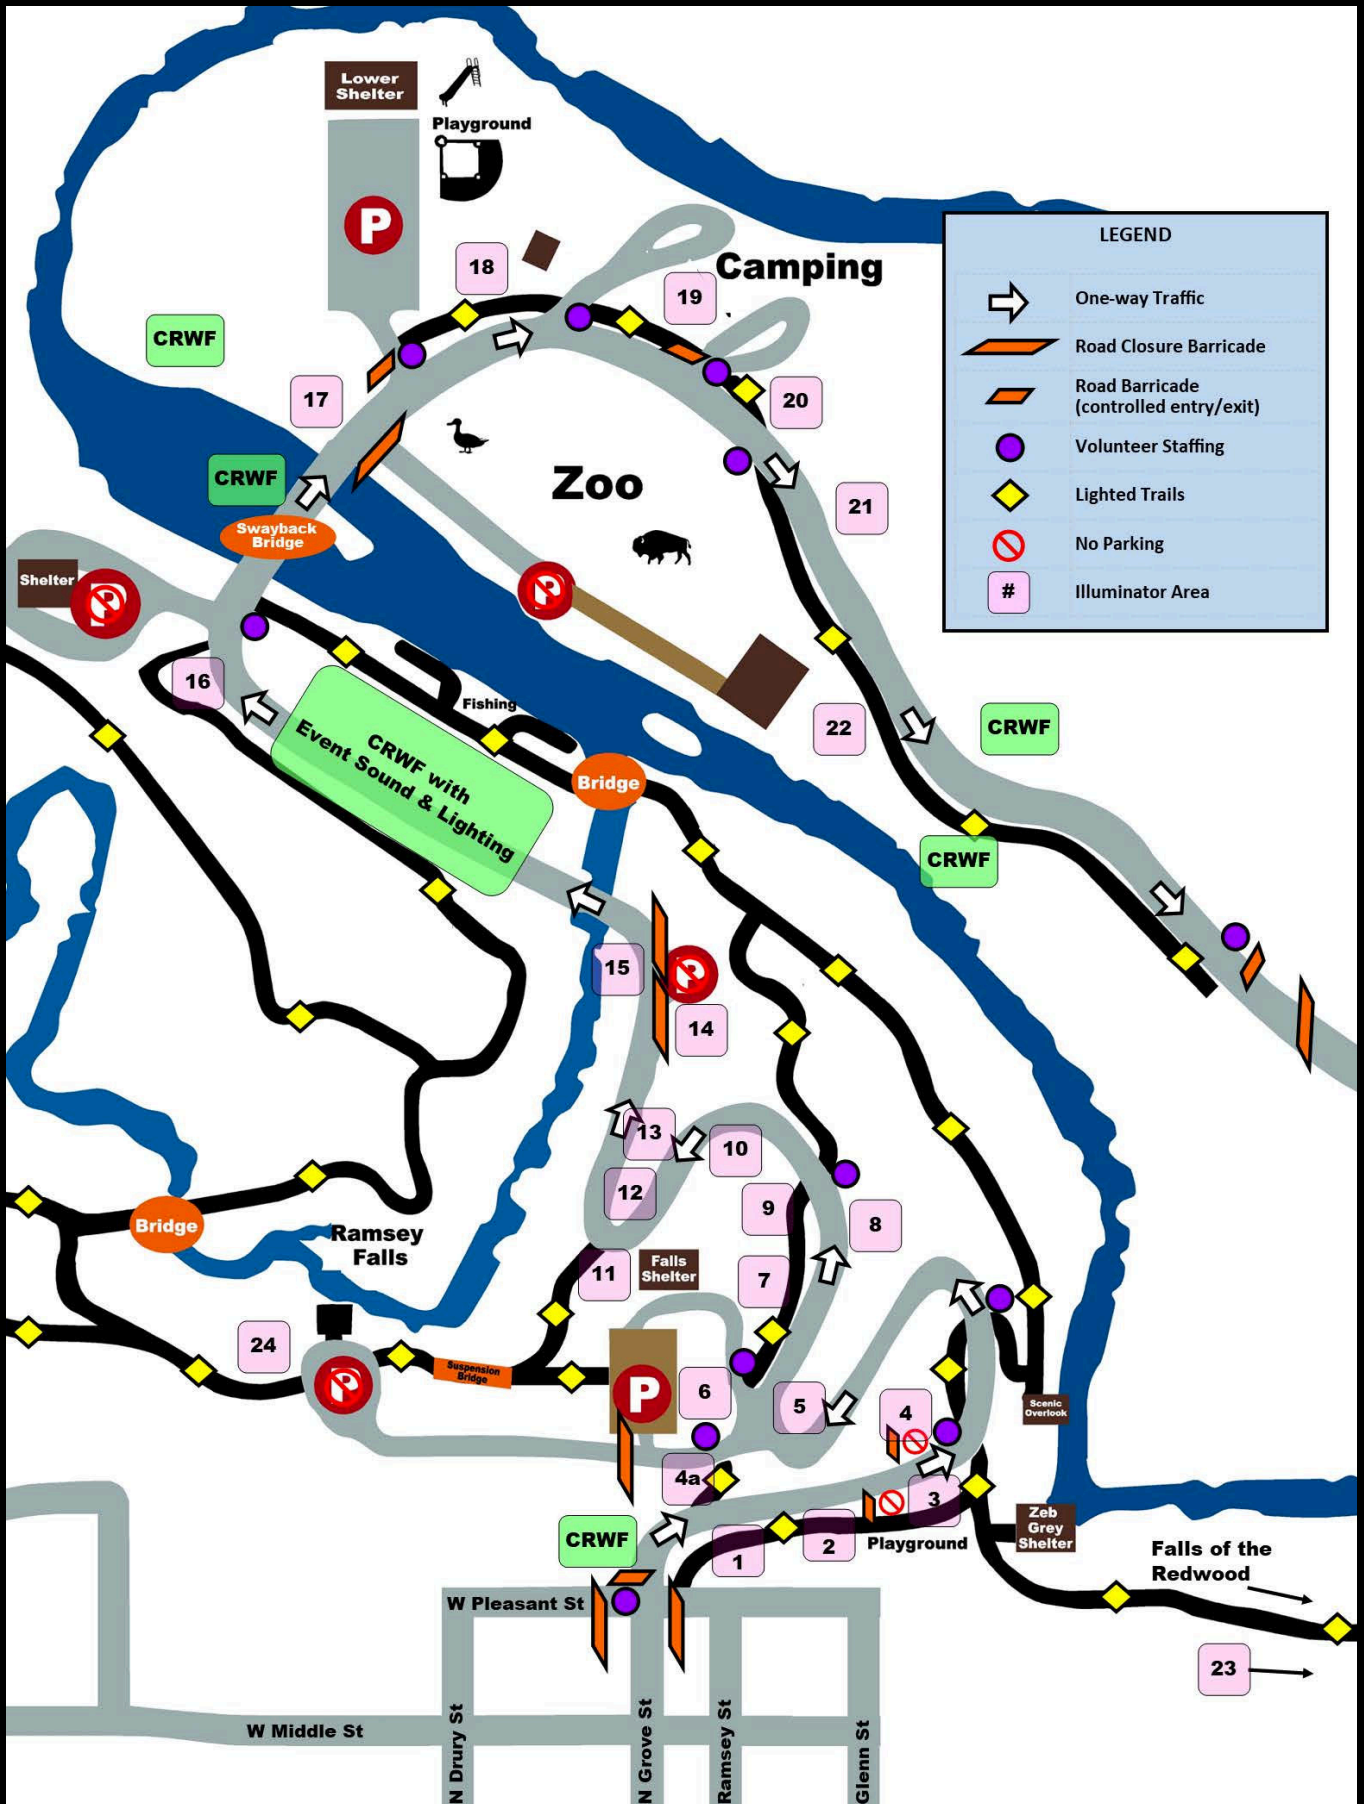 Lower
Shelter
Playground
P
18
Camping
19
CRWF
17
20
LEGEND
One-way Traffic
Road Closure Barricade
Road Barricade
(controlled entry/exit)
Volunteer Staffing
Lighted Trails
No Parking
#
Illuminator Area
CRWF
Zoo
21
Swayback
Bridge
Shelter
P
P
16
Fishing
22
CRWF
CRWF with
Event Sound & Lighting
Bridge
CRWF
15
P
14
13
10
12
9
8
Bridge
Ramsey
Falls
11
Falls
Shelter
7
24
P
Suspension
Bridge
P
6
5
4
Scenic
Overlook
4a
3
CRWF
1
2
Playground
Zeb
Grey
Shelter
Falls of the
Redwood
W Pleasant St
23
W Middle St
N Drury St
N Grove St
Ramsey St
Glenn St